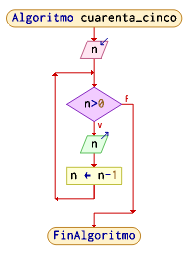 Algoritmo cuarenta_cinco
n
n>0
f
v
n
n ← n-1
FinAlgoritmo